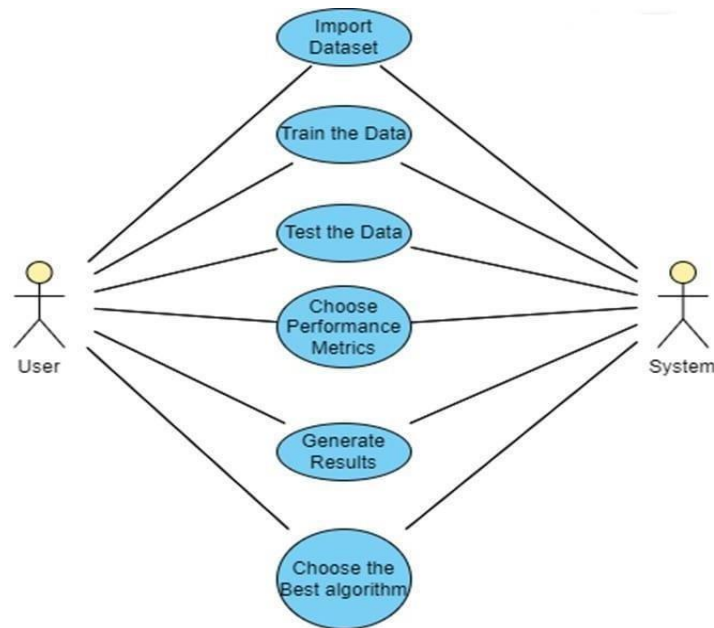 Import
Dataset
Train the Data
Test the Data
Choose
Performance
Metrics
User
System
Generate
Results
Choose the
Best algorithm